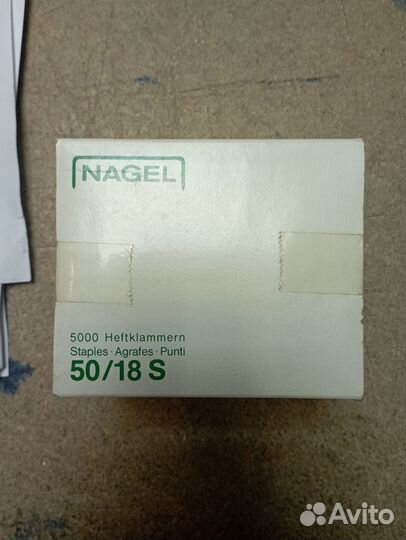 NAGEL
5000 Heftklammern
Staples · Agrafes · Punti
50/18 S
Avito